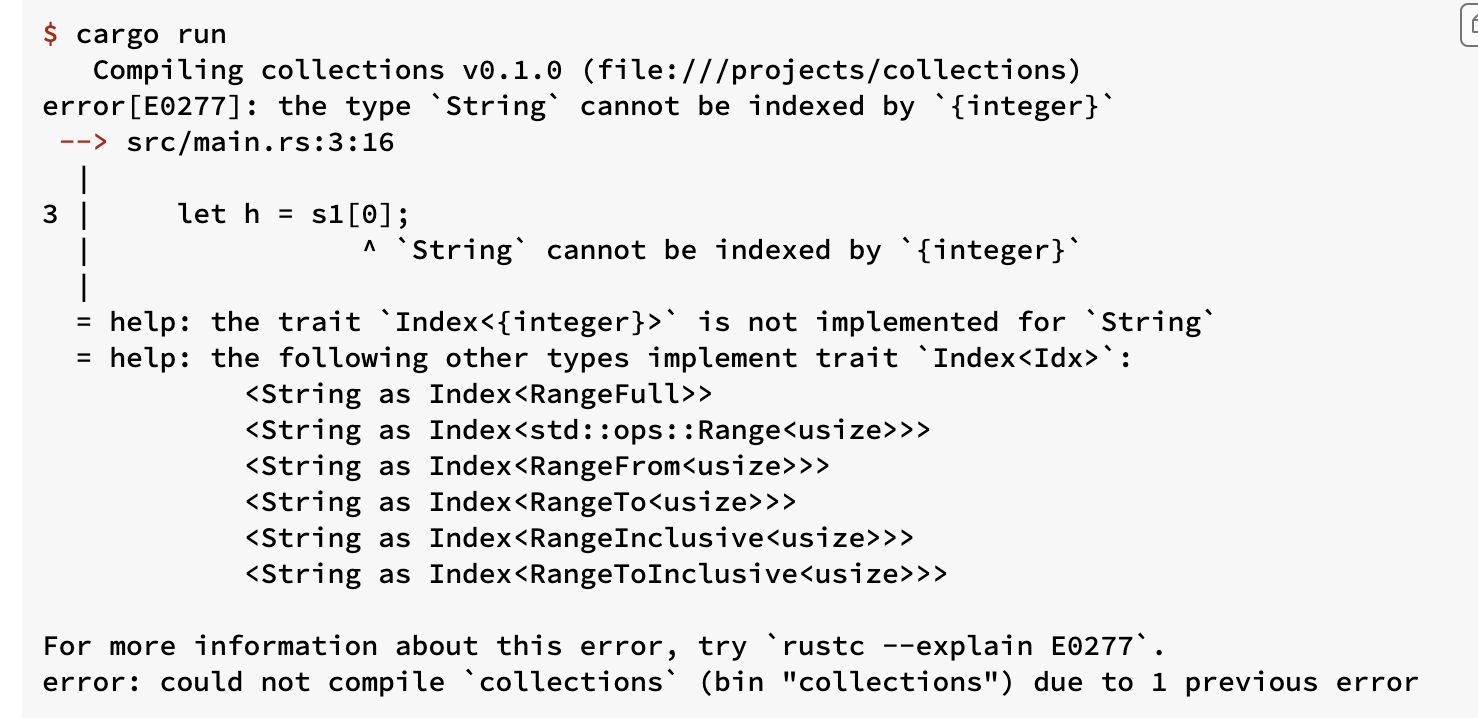 $ cargo run
   Compiling collections v0.1.0 (file:///projects/collections)
error[E0277]: the type `String` cannot be indexed by `{integer}`
 --> src/main.rs:3:16
  |
3 |     let h = s1[0];
  |                ^ `String` cannot be indexed by `{integer}`
  |
  = help: the trait `Index<{integer}>` is not implemented for `String`
  = help: the following other types implement trait `Index<Idx>`:
            <String as Index<RangeFull>>
            <String as Index<std::ops::Range<usize>>>
            <String as Index<RangeFrom<usize>>>
            <String as Index<RangeTo<usize>>>
            <String as Index<RangeInclusive<usize>>>
            <String as Index<RangeToInclusive<usize>>>

For more information about this error, try `rustc --explain E0277`.
error: could not compile `collections` (bin "collections") due to 1 previous error